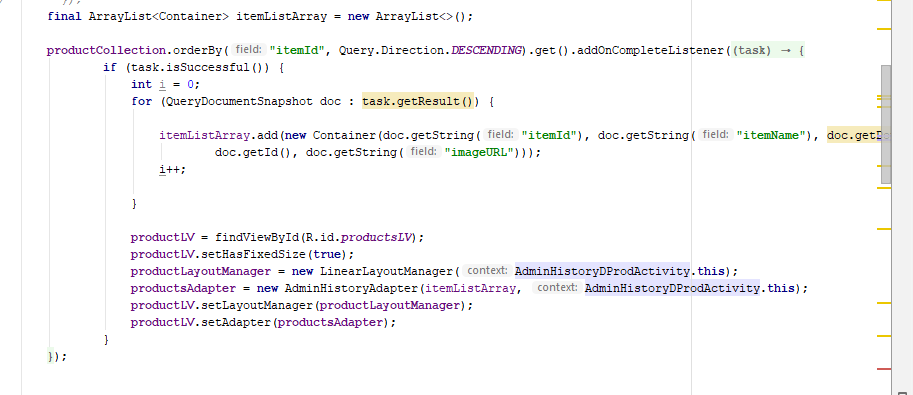 });
final ArrayList<Container> itemListArray = new ArrayList<>();
productCollection.orderBy( field: "itemId", Query.Direction.DESCENDING).get().addOnCompleteListener((task) → {
if (task.isSuccessful()) {
int i = 0;
for (QueryDocumentSnapshot doc : task.getResult()) {
itemListArray.add(new Container(doc.getString( field: "itemId"), doc.getString( field: "itemName"), doc.getD
doc.getId(), doc.getString( field: "imageURL")));
i++;
}
productLV = findViewById(R.id.productsLV);
productLV.setHasFixedSize(true);
productLayoutManager = new LinearLayoutManager( context: AdminHistoryDProdActivity.this);
productsAdapter = new AdminHistoryAdapter(itemListArray, context: AdminHistoryDProdActivity.this);
productLV.setLayoutManager(productLayoutManager);
productLV.setAdapter(productsAdapter);
}
});